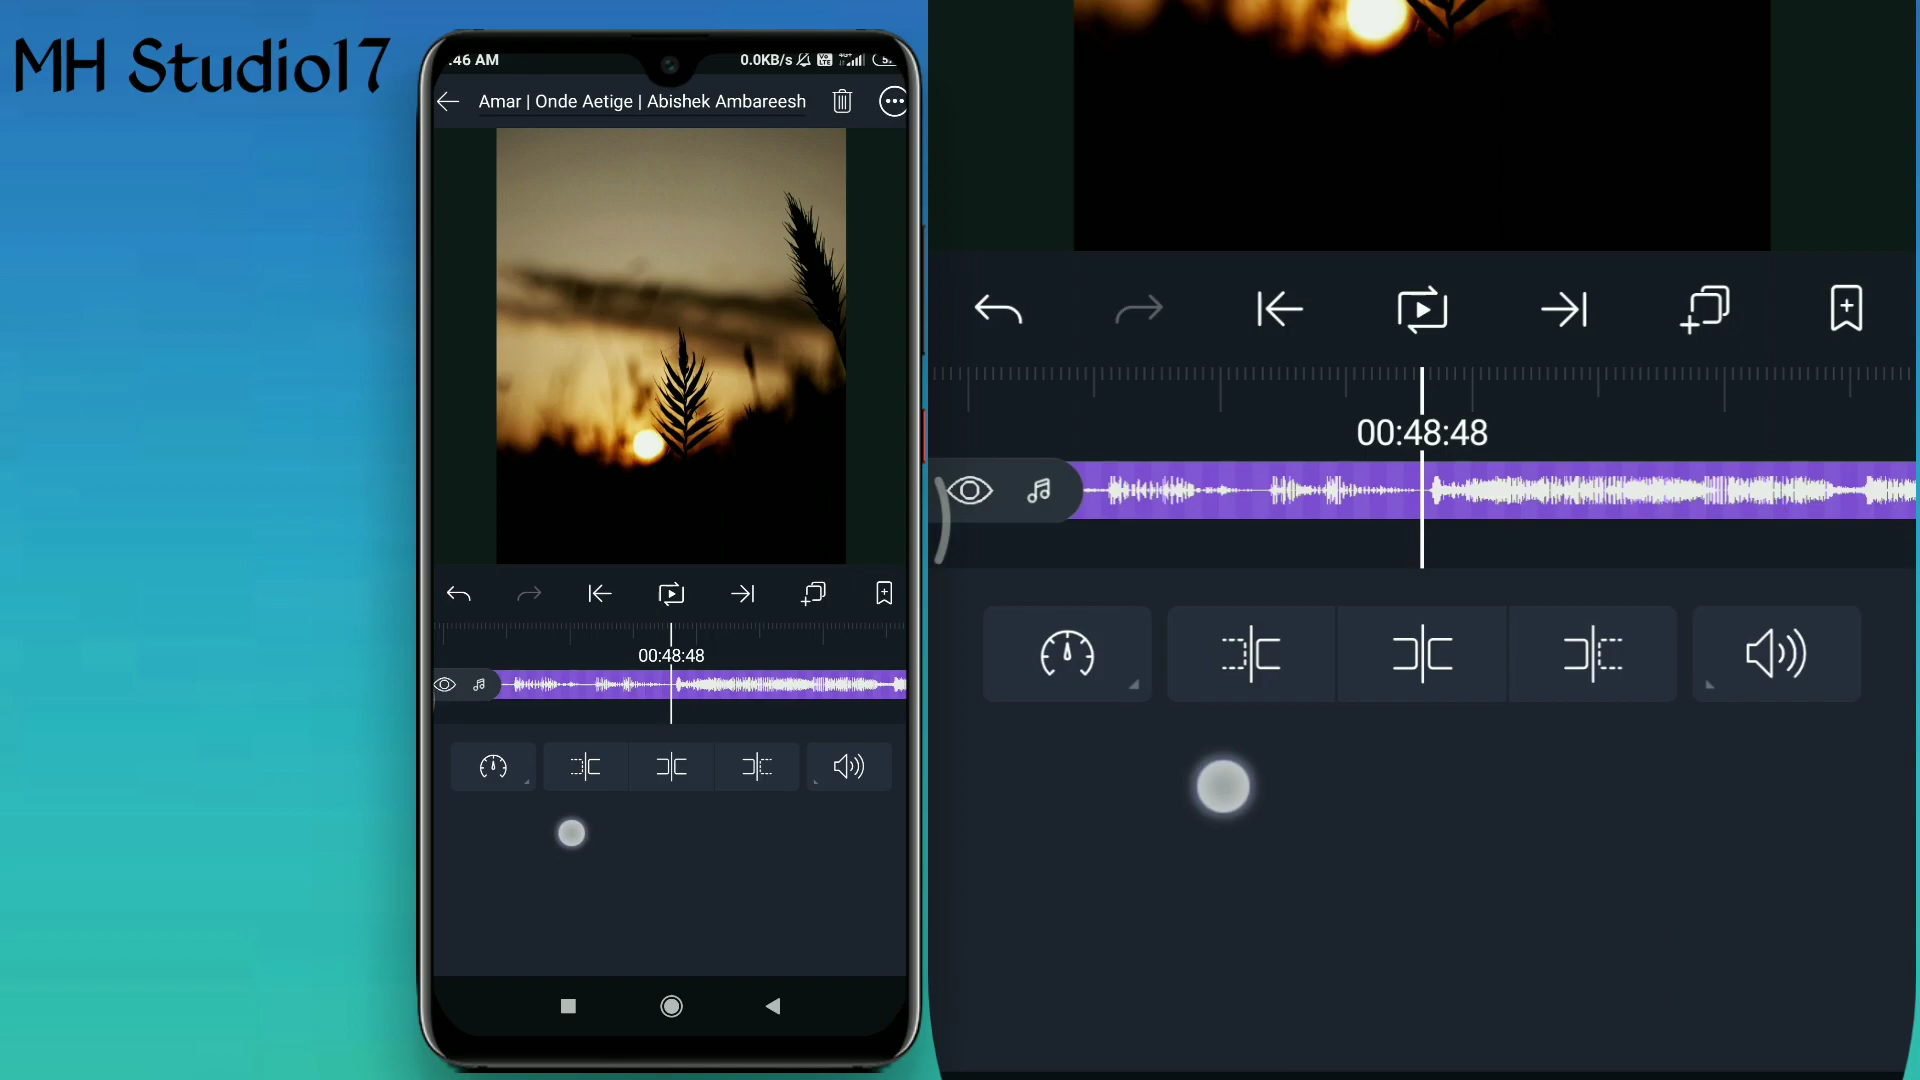 MH Studio17
:46 AM
0.0KB/s
Amar | Onde Aetige | Abishek Ambareesh
00:48:48
00:48:48